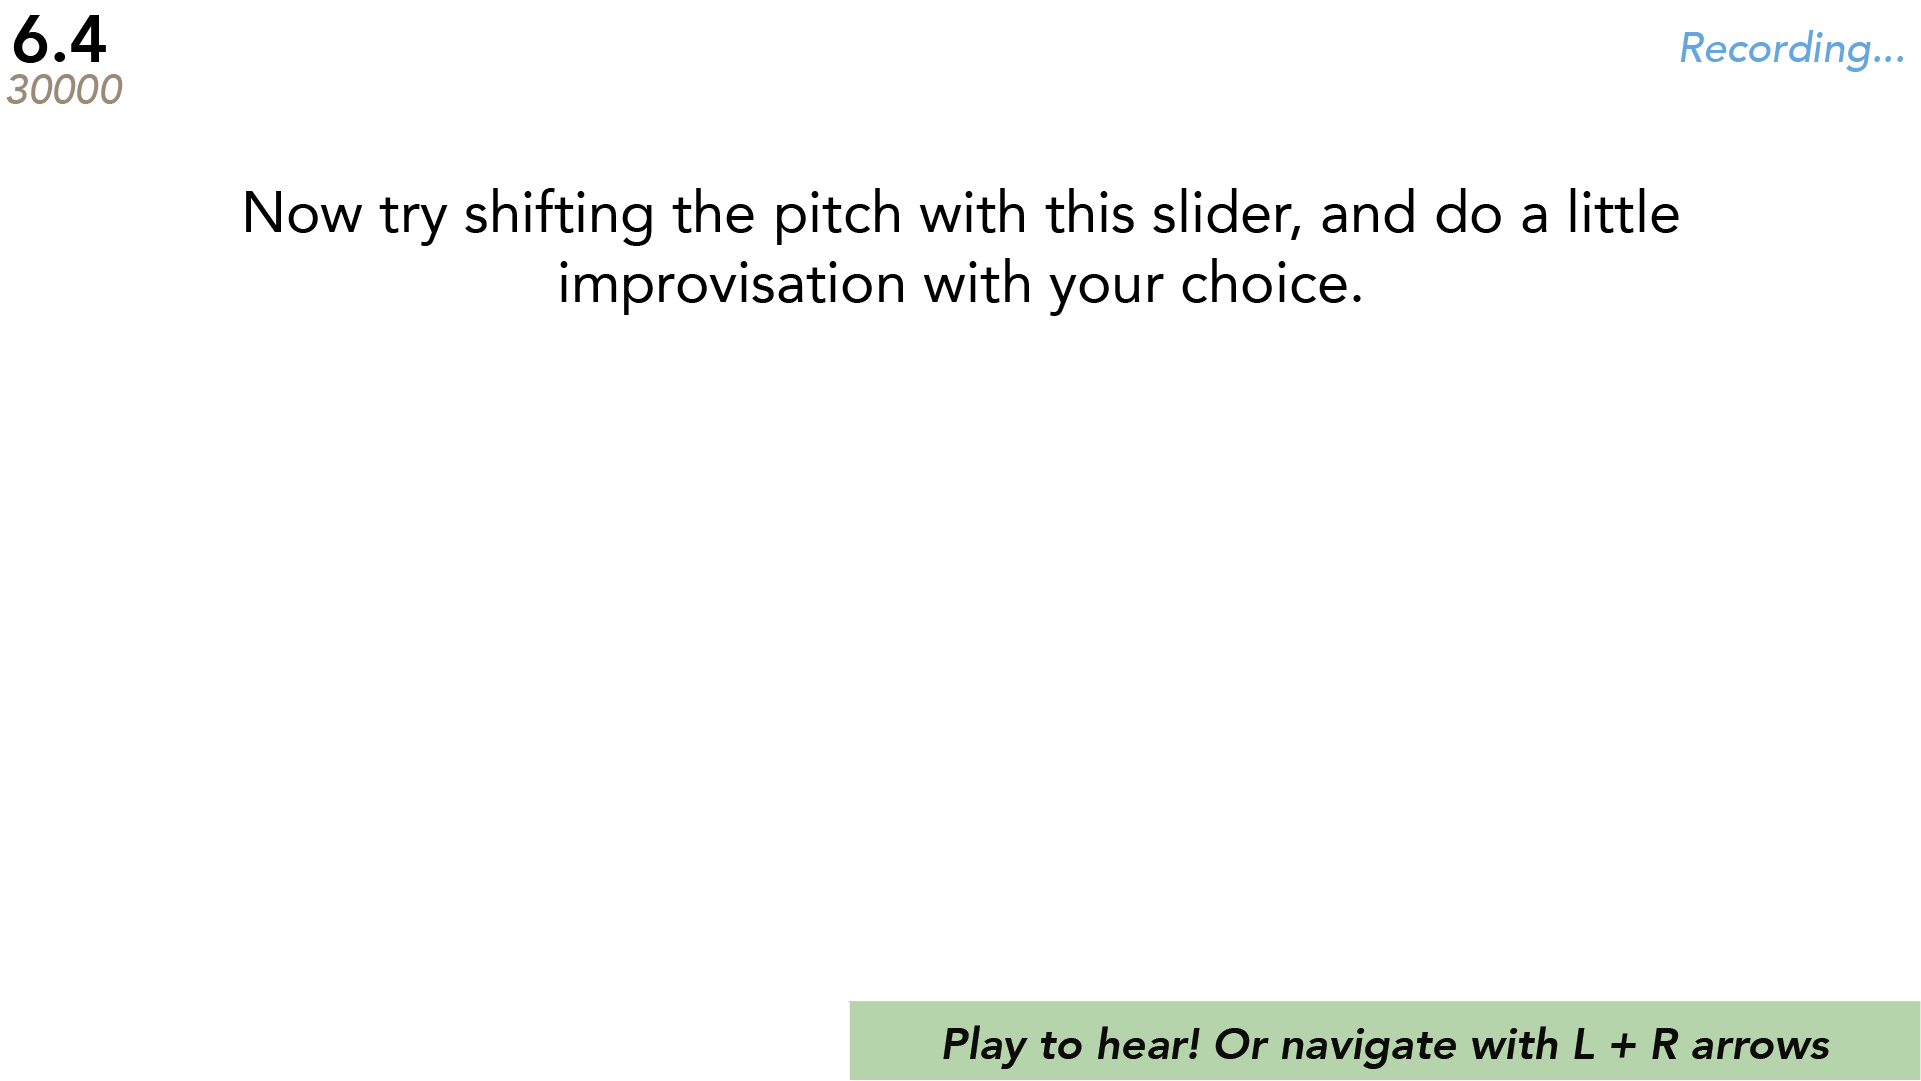 6.4
30000
Recording...
Now try shifting the pitch with this slider, and do a little
improvisation with your choice.
Play to hear! Or navigate with L + R arrows